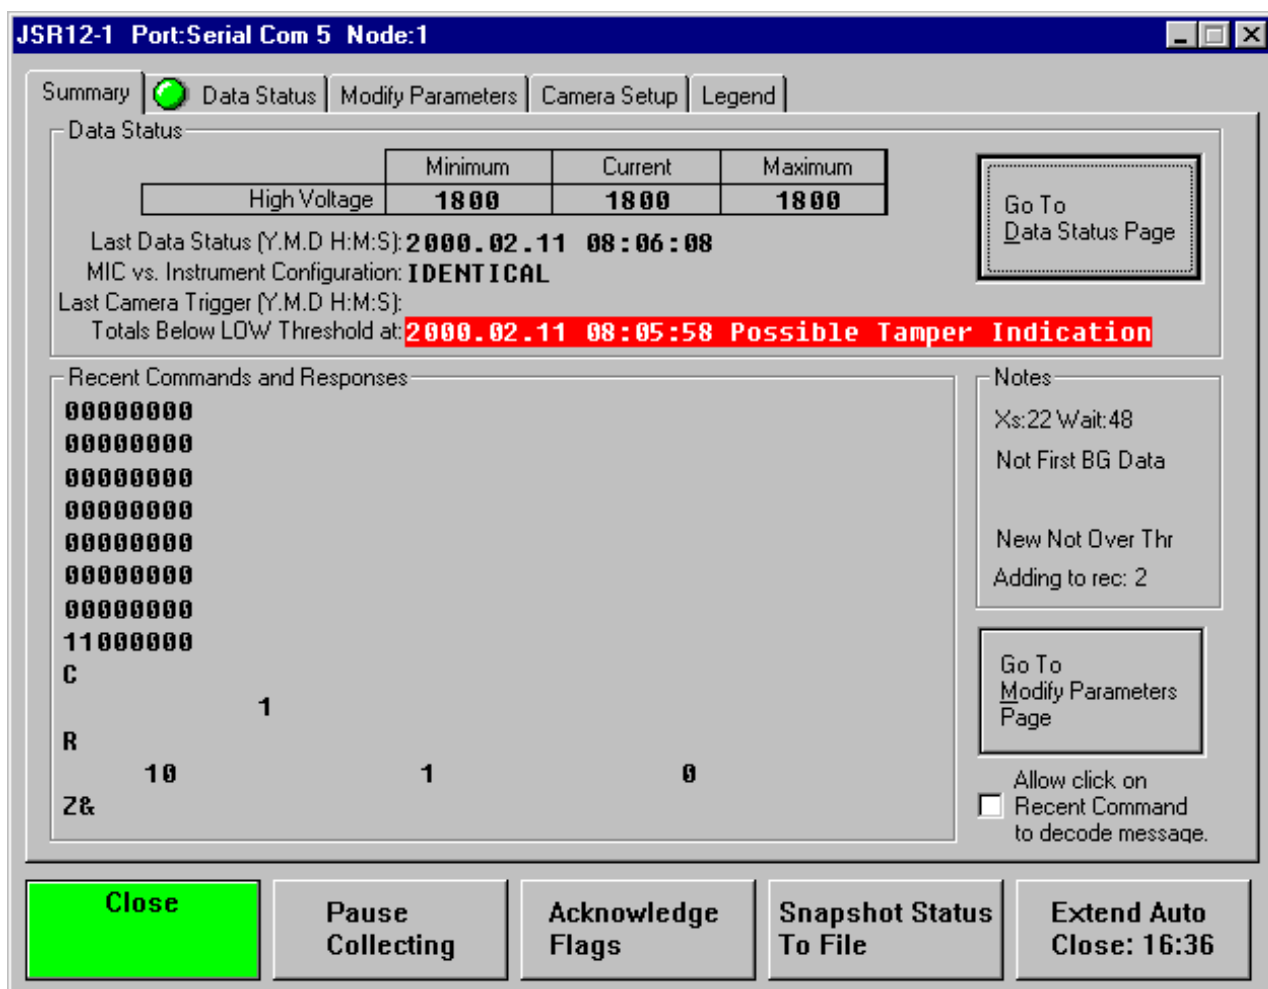 JSR12-1 Port:Serial Com 5 Node:1
Summary Data Status Modify Parameters Camera Setup Legend
Data Status
Minimum Current Maximum
High Voltage 1800 1800 1800
Last Data Status (Y.M.D H:M:S): 2000.02.11 08:06:08
MIC vs. Instrument Configuration: IDENTICAL
Last Camera Trigger (Y.M.D H:M:S):
Totals Below LOW Threshold at: 2000.02.11 08:05:58 Possible Tamper Indication
Go To
Data Status Page
Recent Commands and Responses
00000000
00000000
00000000
00000000
00000000
00000000
00000000
11000000
C
1
R
10 1 0
Z&
Notes
Xs:22 Wait:48
Not First BG Data
New Not Over Thr
Adding to rec: 2
Go To
Modify Parameters
Page
Allow click on
Recent Command
to decode message.
Close
Pause
Collecting
Acknowledge
Flags
Snapshot Status
To File
Extend Auto
Close: 16:36